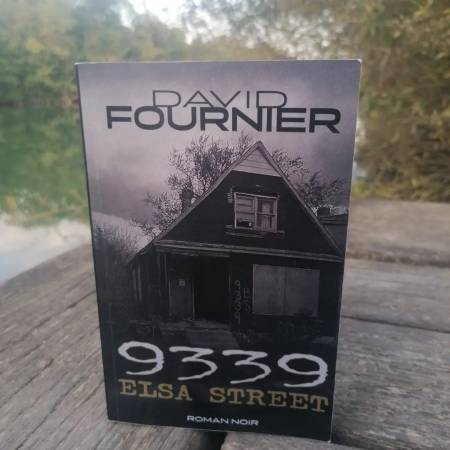 DAVID
FOURNIER
9339
ELSA STREET
ROMAN NOIR